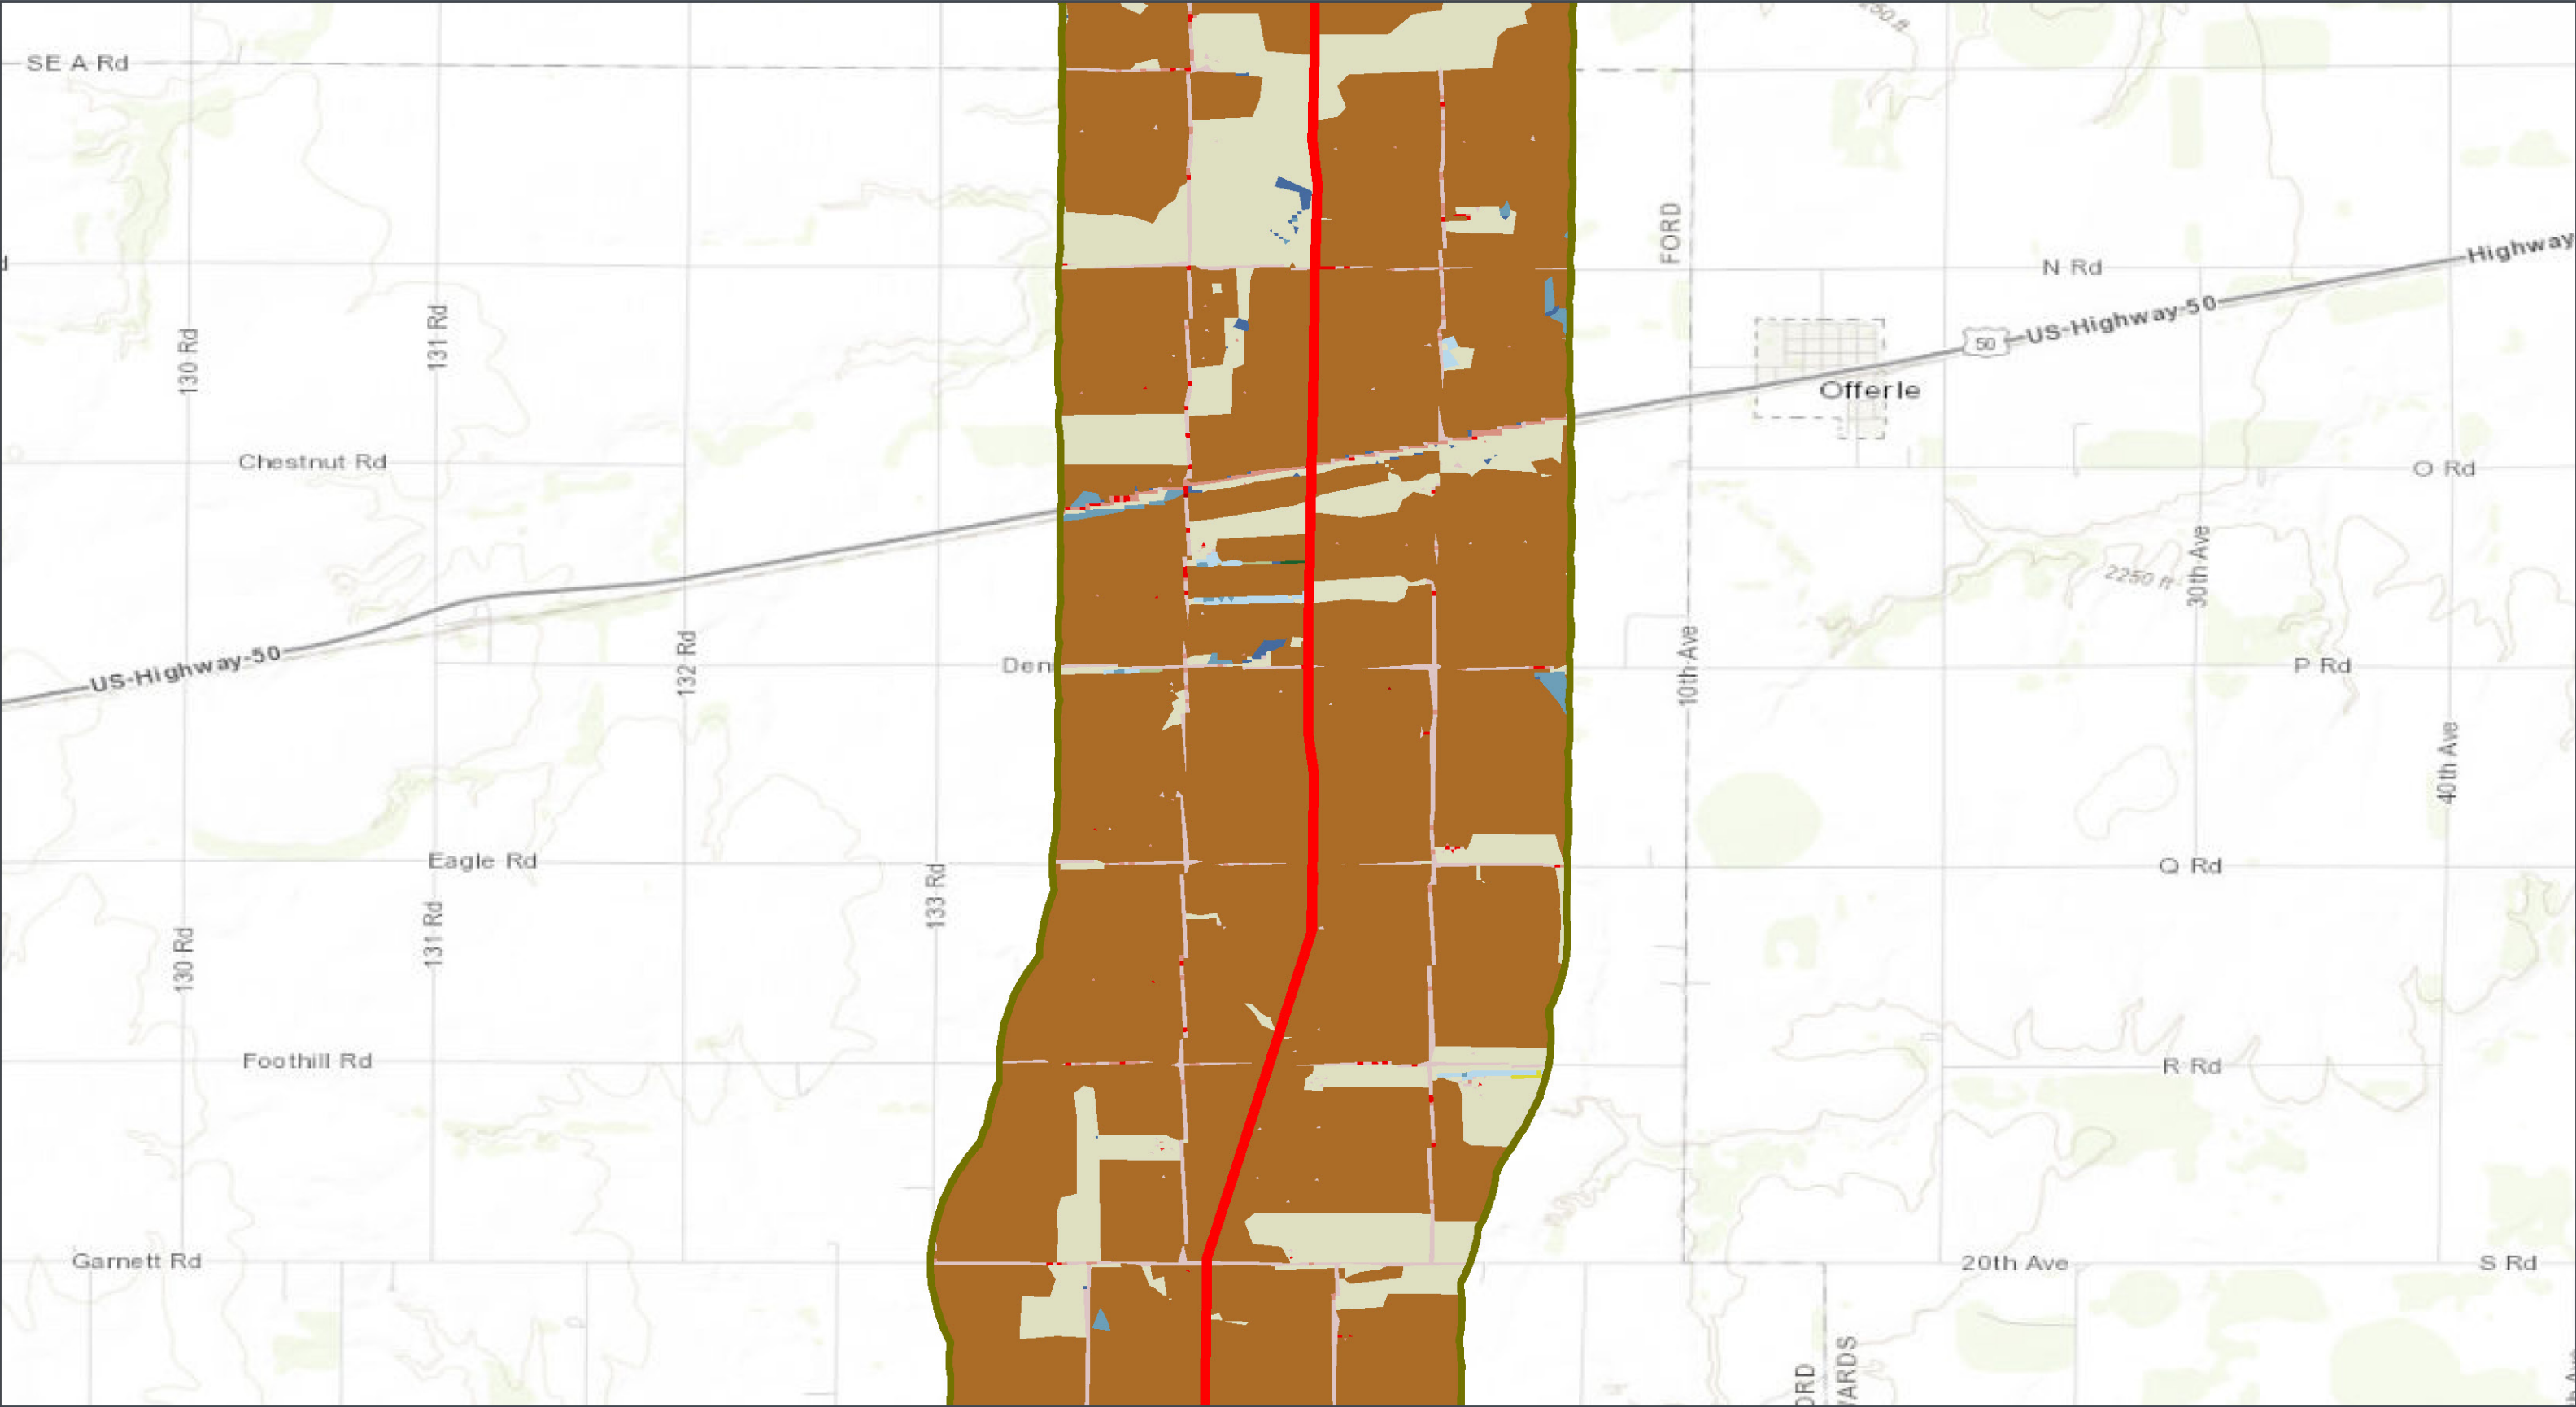 SE A Rd
FORD
N Rd
Highway
US-Highway-50
50
130 Rd
131 Rd
Offerle
Chestnut Rd
O Rd
2250 ft
30th Ave
US-Highway-50
132 Rd
Den
10th Ave
P Rd
40th Ave
Eagle Rd
133 Rd
Q Rd
130 Rd
131 Rd
Foothill Rd
R Rd
Garnett Rd
20th Ave
S Rd
ORD
WARDS